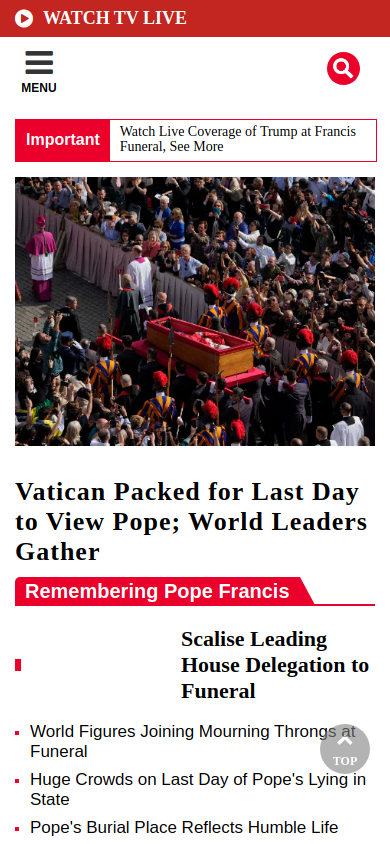 WATCH TV LIVE
MENU
Important
Watch Live Coverage of Trump at Francis
Funeral, See More
Vatican Packed for Last Day
to View Pope; World Leaders
Gather
Remembering Pope Francis
Scalise Leading
House Delegation to
Funeral
World Figures Joining Mourning Throngs at
Funeral
Huge Crowds on Last Day of Pope's Lying in
State
TOP
Pope's Burial Place Reflects Humble Life